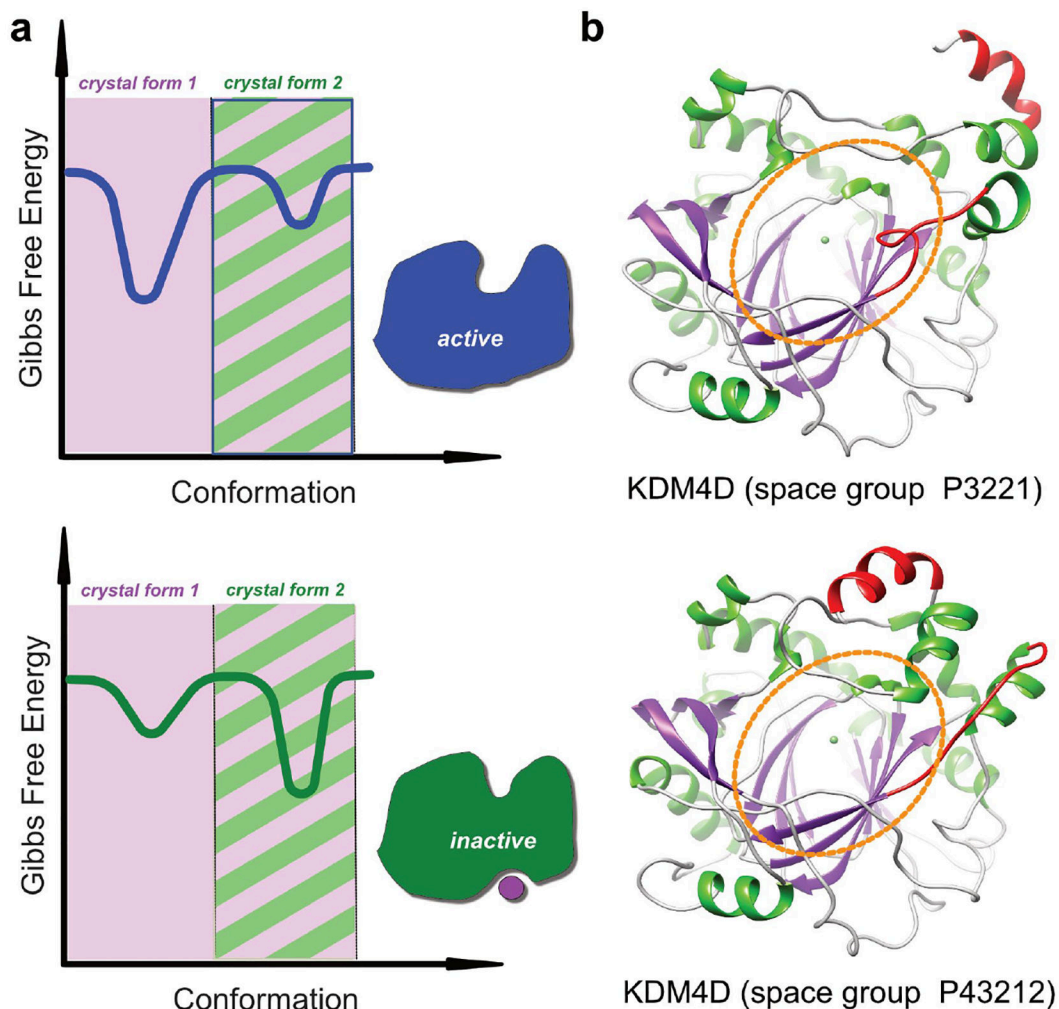 a
crystal form 1 crystal form 2
Gibbs Free Energy
active
Conformation
crystal form 1 crystal form 2
Gibbs Free Energy
inactive
Conformation
b
KDM4D (space group P3221)
KDM4D (space group P43212)